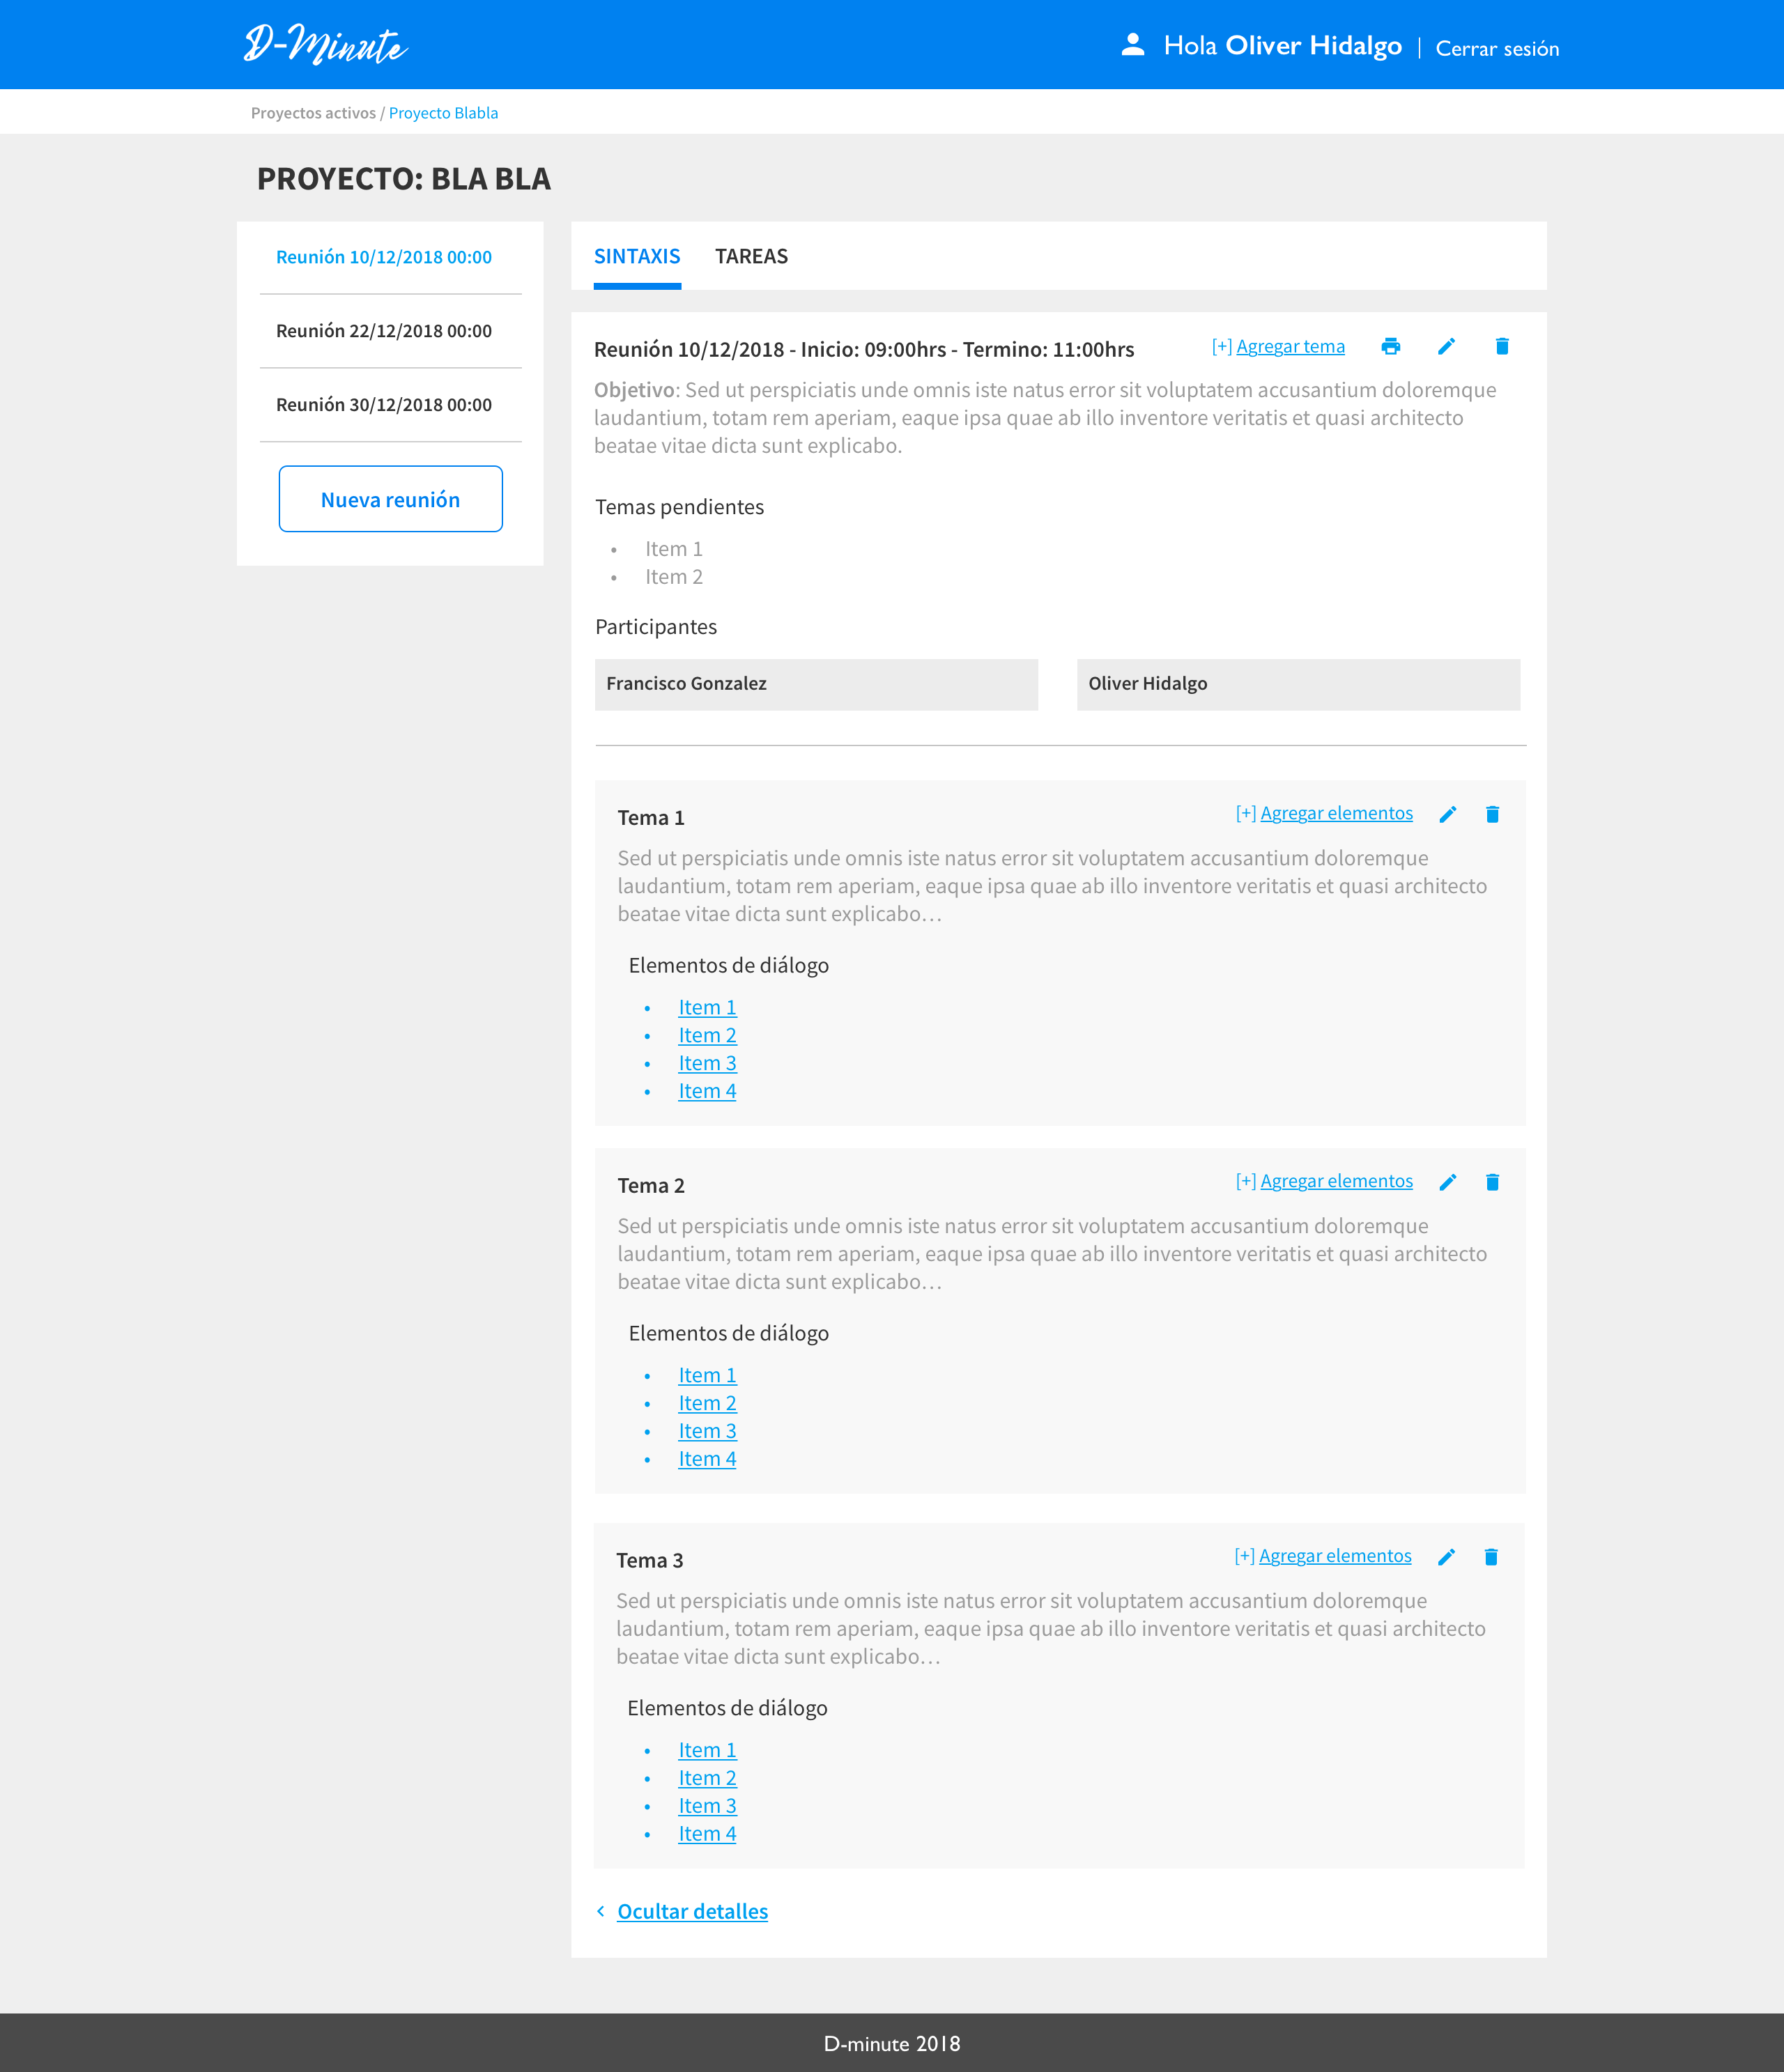 D-Minute
Hola Oliver Hidalgo | Cerrar sesión
Proyectos activos / Proyecto Blabla
PROYECTO: BLA BLA
Reunión 10/12/2018 00:00
Reunión 22/12/2018 00:00
Reunión 30/12/2018 00:00
Nueva reunión
SINTAXIS TAREAS
Reunión 10/12/2018 - Inicio: 09:00hrs - Termino: 11:00hrs
[+] Agregar tema
Objetivo: Sed ut perspiciatis unde omnis iste natus error sit voluptatem accusantium doloremque
laudantium, totam rem aperiam, eaque ipsa quae ab illo inventore veritatis et quasi architecto
beatae vitae dicta sunt explicabo.
Temas pendientes
• Item 1
• Item 2
Participantes
Francisco Gonzalez
Oliver Hidalgo
Tema 1
[+] Agregar elementos
Sed ut perspiciatis unde omnis iste natus error sit voluptatem accusantium doloremque
laudantium, totam rem aperiam, eaque ipsa quae ab illo inventore veritatis et quasi architecto
beatae vitae dicta sunt explicabo…
Elementos de diálogo
• Item 1
• Item 2
• Item 3
• Item 4
Tema 2
[+] Agregar elementos
Sed ut perspiciatis unde omnis iste natus error sit voluptatem accusantium doloremque
laudantium, totam rem aperiam, eaque ipsa quae ab illo inventore veritatis et quasi architecto
beatae vitae dicta sunt explicabo…
Elementos de diálogo
• Item 1
• Item 2
• Item 3
• Item 4
Tema 3
[+] Agregar elementos
Sed ut perspiciatis unde omnis iste natus error sit voluptatem accusantium doloremque
laudantium, totam rem aperiam, eaque ipsa quae ab illo inventore veritatis et quasi architecto
beatae vitae dicta sunt explicabo…
Elementos de diálogo
• Item 1
• Item 2
• Item 3
• Item 4
Ocultar detalles
D-minute 2018